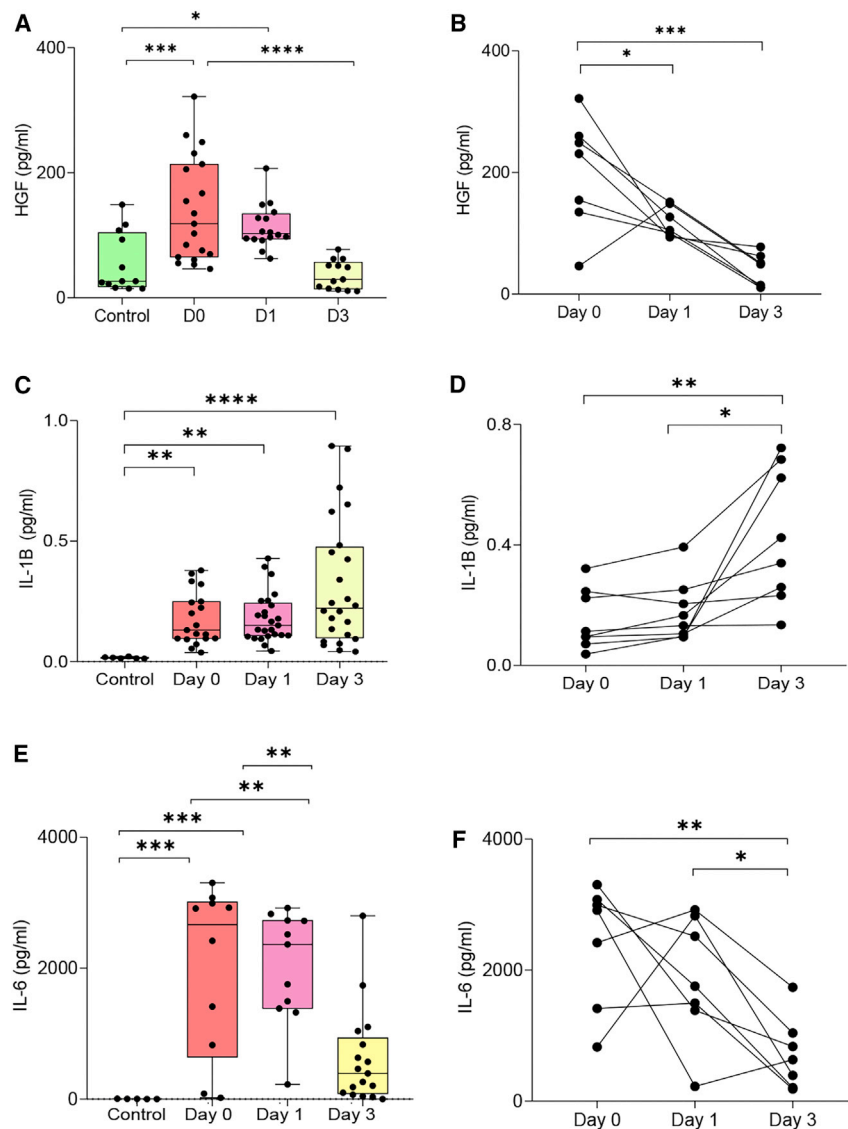 A
B
*
***
****
***
*
400
200
0
HGF (pg/ml)
Control D0 D1 D3
400
300
200
100
0
HGF (pg/ml)
Day 0 Day 1 Day 3
C
D
****
**
**
**
*
1.0
0.5
0.0
IL-1B (pg/ml)
Control Day 0 Day 1 Day 3
0.8
0.4
0.0
IL-1B (pg/ml)
Day 0 Day 1 Day 3
E
F
**
**
***
***
**
*
4000
2000
0
IL-6 (pg/ml)
Control Day 0 Day 1 Day 3
4000
2000
0
IL-6 (pg/ml)
Day 0 Day 1 Day 3